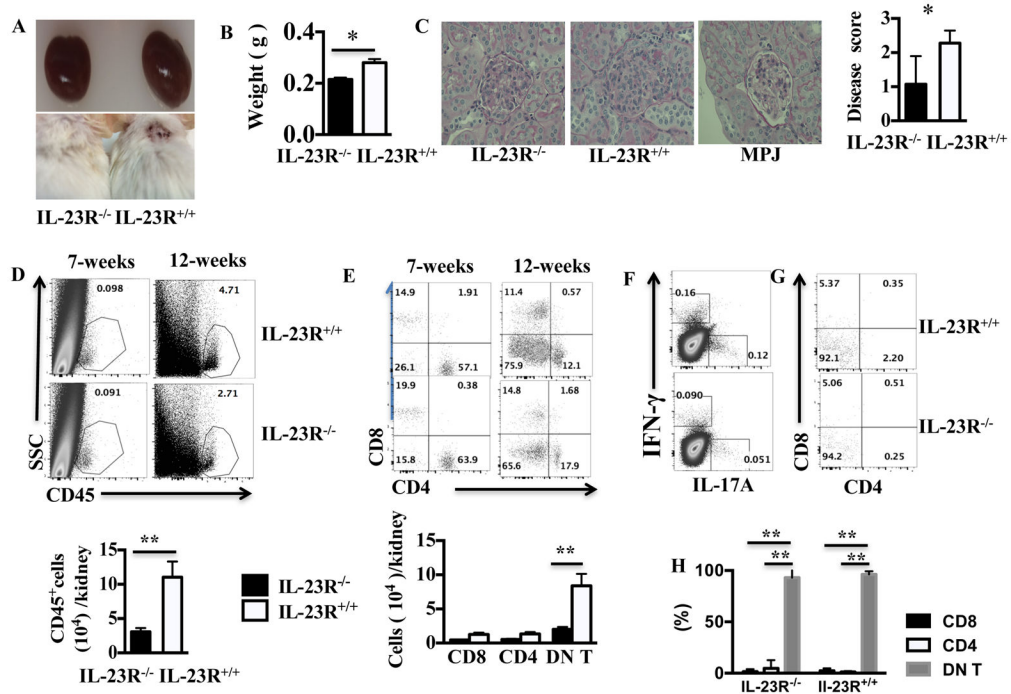 A
IL-23R-/- IL-23R+/+
B
Weight ( g )
0.4
0.2
0.0
*
IL-23R-/- IL-23R+/+
C
IL-23R-/-
IL-23R+/+
MPJ
Disease score
3
2
1
0
*
IL-23R-/- IL-23R+/+
D
7-weeks
12-weeks
0.098
4.71
IL-23R+/+
0.091
2.71
IL-23R-/-
SSC
CD45
CD45+cells
(104) /kidney
15
10
5
0
**
IL-23R-/- IL-23R+/+
IL-23R-/-
IL-23R+/+
E
7-weeks
12-weeks
14.9
1.91
11.4
0.57
26.1
57.1
75.9
12.1
19.9
0.38
14.8
1.68
15.8
63.9
65.6
17.9
CD8
CD4
Cells ( 104 )/kidney
15
10
5
0
**
CD8 CD4 DN T
F
0.16
0.12
0.090
0.051
IFN-γ
IL-17A
G
5.37
0.35
92.1
2.20
IL-23R+/+
5.06
0.51
94.2
0.25
IL-23R-/-
CD8
CD4
H
(%)
100
50
0
**
**
**
**
IL-23R-/-
Il-23R+/+
CD8
CD4
DN T